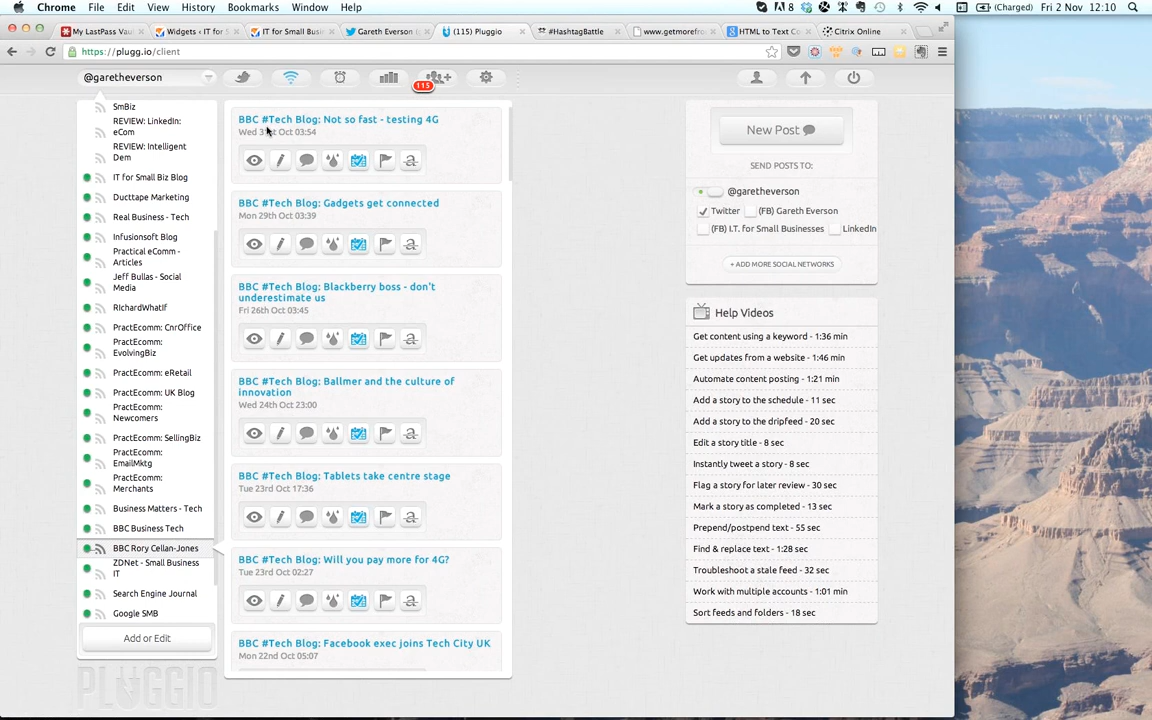 Chrome File Edit View History Bookmarks Window Help
8 (Charged) Fri 2 Nov 12:10
My LastPass Vau
Widgets ‹ IT for S
IT for Small Busi
Gareth Everson (
(115) Pluggio
#HashtagBattle
www.getmorefro
HTML to Text Co
Citrix Online
https://plugg.io/client
@garetheverson
115
SmBiz
REVIEW: LinkedIn:
eCom
REVIEW: Intelligent
Dem
IT for Small Biz Blog
Ducttape Marketing
Real Business - Tech
Infusionsoft Blog
Practical eComm -
Articles
Jeff Bullas - Social
Media
RIchardWhatIf
PractEcomm: CnrOffice
PractEcomm:
EvolvingBiz
PractEcomm: eRetail
PractEcomm: UK Blog
PractEcomm:
Newcomers
PractEcomm: SellingBiz
PractEcomm:
EmailMktg
PractEcomm:
Merchants
Business Matters - Tech
BBC Business Tech
BBC Rory Cellan-Jones
ZDNet - Small Business
IT
Search Engine Journal
Google SMB
Add or Edit
PLUGGIO
BBC #Tech Blog: Not so fast - testing 4G
Wed 31st Oct 03:54
BBC #Tech Blog: Gadgets get connected
Mon 29th Oct 03:39
BBC #Tech Blog: Blackberry boss - don't
underestimate us
Fri 26th Oct 03:45
BBC #Tech Blog: Ballmer and the culture of
innovation
Wed 24th Oct 23:00
BBC #Tech Blog: Tablets take centre stage
Tue 23rd Oct 17:36
BBC #Tech Blog: Will you pay more for 4G?
Tue 23rd Oct 02:27
BBC #Tech Blog: Facebook exec joins Tech City UK
Mon 22nd Oct 05:07
New Post
SEND POSTS TO:
@garetheverson
Twitter (FB) Gareth Everson
(FB) I.T. for Small Businesses LinkedIn
+ ADD MORE SOCIAL NETWORKS
Help Videos
Get content using a keyword - 1:36 min
Get updates from a website - 1:46 min
Automate content posting - 1:21 min
Add a story to the schedule - 11 sec
Add a story to the dripfeed - 20 sec
Edit a story title - 8 sec
Instantly tweet a story - 8 sec
Flag a story for later review - 30 sec
Mark a story as completed - 13 sec
Prepend/postpend text - 55 sec
Find & replace text - 1:28 sec
Troubleshoot a stale feed - 32 sec
Work with multiple accounts - 1:01 min
Sort feeds and folders - 18 sec